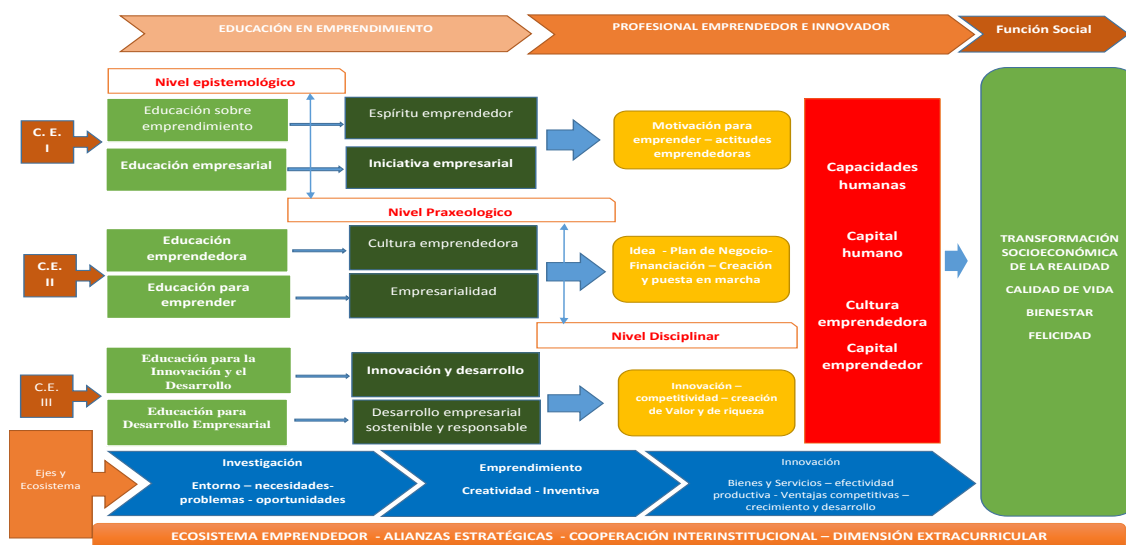 EDUCACIÓN EN EMPRENDIMIENTO
PROFESIONAL EMPRENDEDOR E INNOVADOR
Función Social
Nivel epistemológico
C. E.
I
Educación sobre
emprendimiento
Espíritu emprendedor
Educación empresarial
Iniciativa empresarial
Motivación para
emprender – actitudes
emprendedoras
Nivel Praxeologico
C.E.
II
Educación
emprendedora
Cultura emprendedora
Educación para
emprender
Empresarialidad
Idea - Plan de Negocio-
Financiación – Creación
y puesta en marcha
Nivel Disciplinar
C.E.
III
Educación para la
Innovación y el
Desarrollo
Innovación y desarrollo
Educación para
Desarrollo Empresarial
Desarrollo empresarial
sostenible y responsable
Innovación –
competitividad – creación
de Valor y de riqueza
Capacidades
humanas
Capital
humano
Cultura
emprendedora
Capital
emprendedor
TRANSFORMACIÓN
SOCIOECONÓMICA
DE LA REALIDAD
CALIDAD DE VIDA
BIENESTAR
FELICIDAD
Ejes y
Ecosistema
Investigación
Entorno – necesidades-
problemas - oportunidades
Emprendimiento
Creatividad - Inventiva
Innovación
Bienes y Servicios – efectividad
productiva - Ventajas competitivas –
crecimiento y desarrollo
ECOSISTEMA EMPRENDEDOR - ALIANZAS ESTRATÉGICAS - COOPERACIÓN INTERINSTITUCIONAL – DIMENSIÓN EXTRACURRICULAR